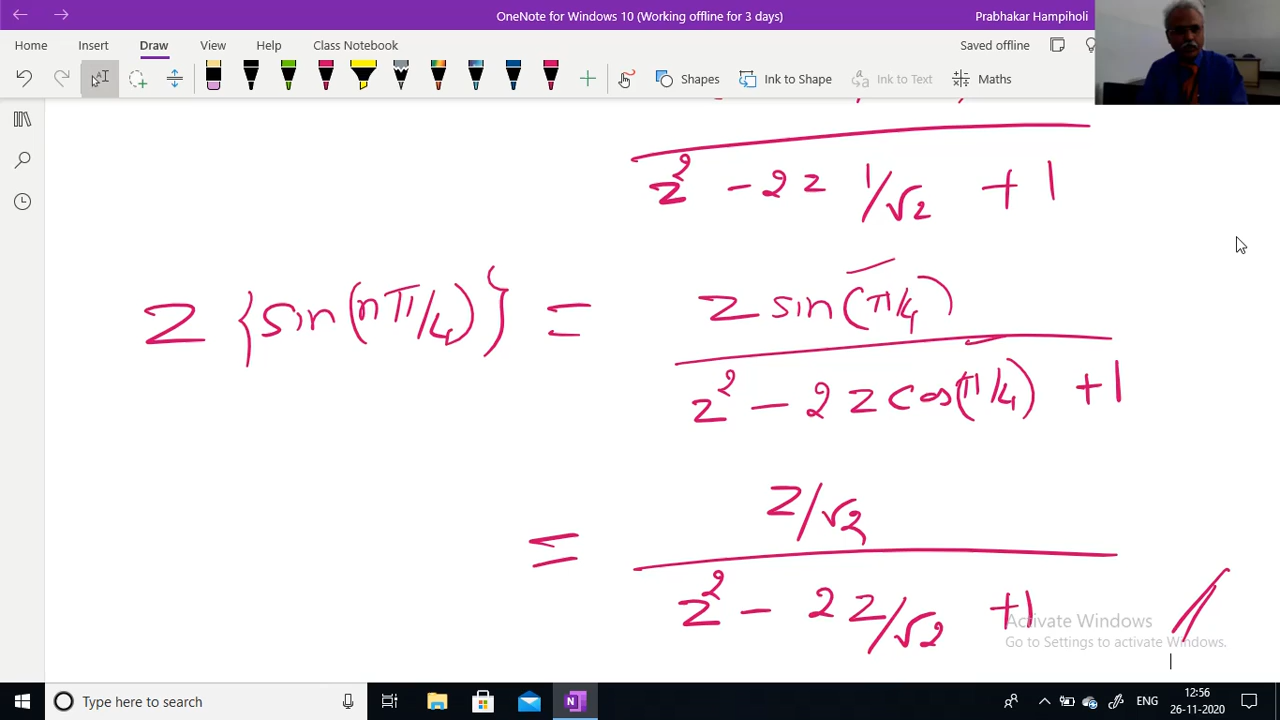 OneNote for Windows 10 (Working offline for 3 days)
Prabhakar Hampiholi
Home Insert Draw View Help Class Notebook
Saved offline
Shapes Ink to Shape Ink to Text Maths
z² - 2z 1/√2 + 1
Z {sin(nπ/4)} = z sin(π/4)
z² - 2z cos(π/4) + 1
= z/√2
z² - 2z/√2 + 1
Activate Windows
Go to Settings to activate Windows.
Type here to search
ENG
12:56
26-11-2020